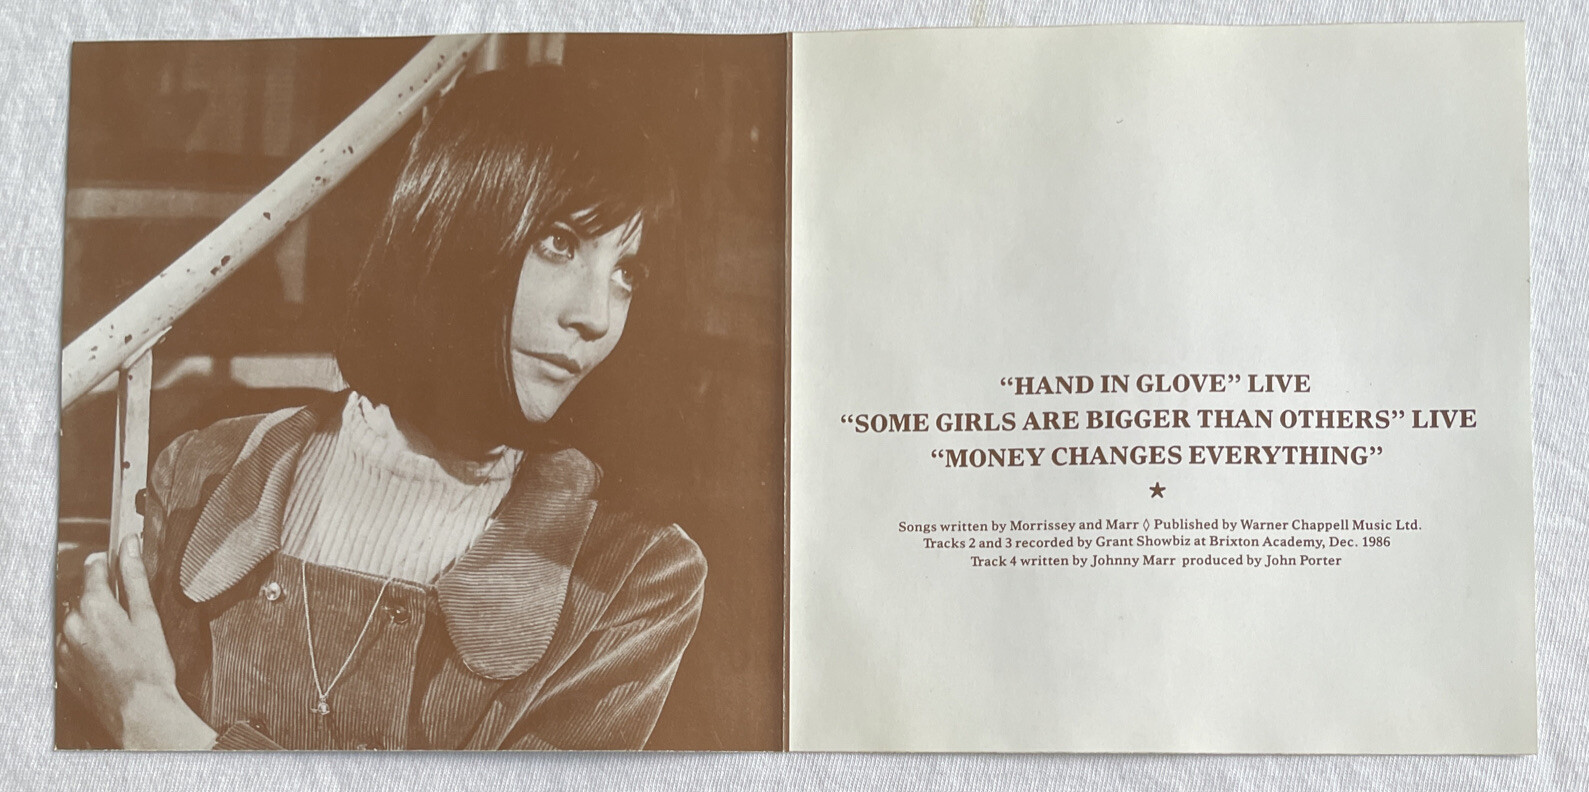 “HAND IN GLOVE” LIVE
“SOME GIRLS ARE BIGGER THAN OTHERS” LIVE
“MONEY CHANGES EVERYTHING”
★
Songs written by Morrissey and Marr ◊ Published by Warner Chappell Music Ltd.
Tracks 2 and 3 recorded by Grant Showbiz at Brixton Academy, Dec. 1986
Track 4 written by Johnny Marr produced by John Porter